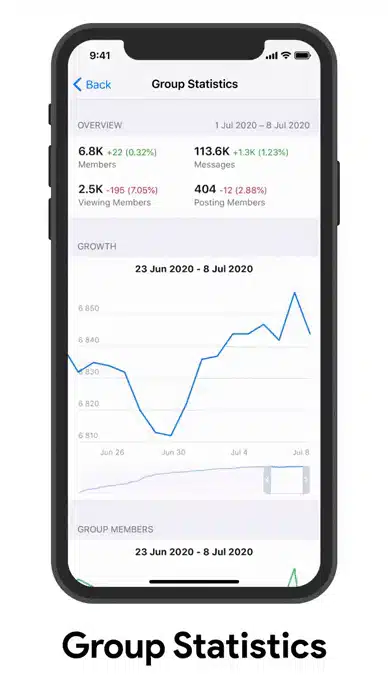 9:41
Back Group Statistics
OVERVIEW 1 Jul 2020 – 8 Jul 2020
6.8K +22 (0.32%) 113.6K +1.3K (1.23%)
Members Messages
2.5K -195 (7.05%) 404 -12 (2.88%)
Viewing Members Posting Members
GROWTH
23 Jun 2020 - 8 Jul 2020
6 850
6 840
6 830
6 820
6 810
Jun 26 Jun 30 Jul 4 Jul 8
GROUP MEMBERS
23 Jun 2020 - 8 Jul 2020
Group Statistics